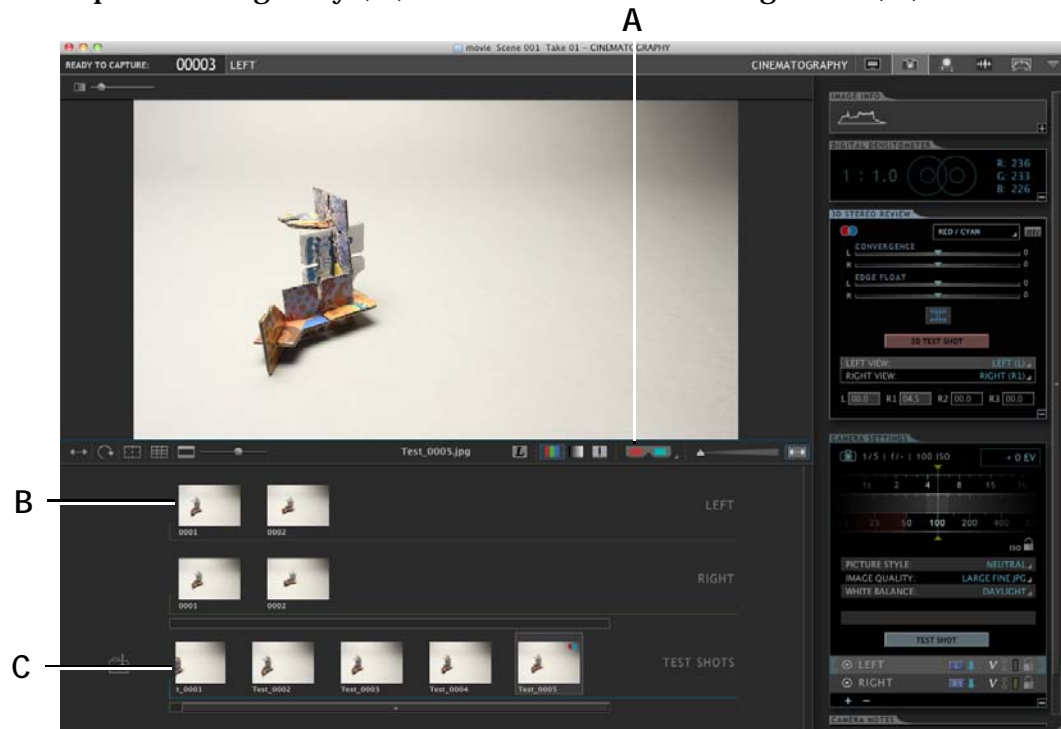 A
movie Scene 001 Take 01 – CINEMATOGRAPHY
READY TO CAPTURE: 00003 LEFT
CINEMATOGRAPHY
IMAGE INFO
DIGITAL DENSITOMETER
1 : 1.0
R: 236
G: 233
B: 226
3D STEREO REVIEW
RED / CYAN
CONVERGENCE
L 0
R 0
EDGE FLOAT
L 0
R 0
3D TEST SHOT
LEFT VIEW: LEFT (L)
RIGHT VIEW: RIGHT (R1)
L 00.0 R1 04.5 R2 00.0 R3 00.0
Test_0005.jpg L
CAMERA SETTINGS
1/5 | f/- | 100 ISO + 0 EV
1s 2 4 8 15 30
25 50 100 200 400
ISO
PICTURE STYLE: NEUTRAL
IMAGE QUALITY: LARGE FINE JPG
WHITE BALANCE: DAYLIGHT
TEST SHOT
LEFT L V
RIGHT R1 V
CAMERA NOTES
B
LEFT
0001 0002
RIGHT
0001 0002
C
TEST SHOTS
t_0001 Test_0002 Test_0003 Test_0004 Test_0005